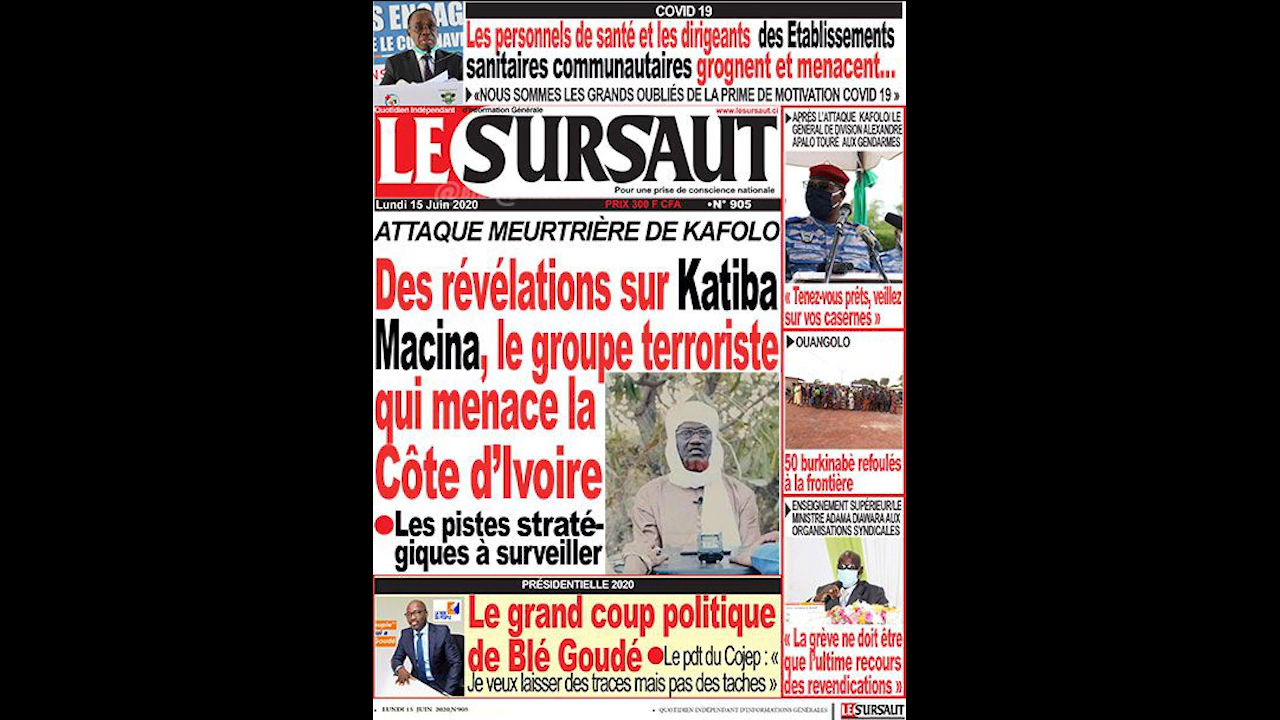 COVID 19
Les personnels de santé et les dirigeants des Etablissements
sanitaires communautaires grognent et menacent...
«NOUS SOMMES LES GRANDS OUBLIÉS DE LA PRIME DE MOTIVATION COVID 19 »
Quotidien Indépendant
d'Information Générale
www.lesursaut.ci
LE SURSAUT
Pour une prise de conscience nationale
Lundi 15 Juin 2020
PRIX 300 F CFA
•N° 905
ATTAQUE MEURTRIÈRE DE KAFOLO
Des révélations sur Katiba
Macina, le groupe terroriste
qui menace la
Côte d'Ivoire
Les pistes straté-
giques à surveiller
APRÈS L'ATTAQUE KAFOLO/ LE
GÉNÉRAL DE DIVISION ALEXANDRE
APALO TOURÉ AUX GENDARMES
« Tenez-vous prêts, veillez
sur vos casernes »
OUANGOLO
50 burkinabè refoulés
à la frontière
ENSEIGNEMENT SUPÉRIEUR/LE
MINISTRE ADAMA DIAWARA AUX
ORGANISATIONS SYNDICALES
« La grève ne doit être
que l'ultime recours
des revendications »
PRÉSIDENTIELLE 2020
Le grand coup politique
de Blé Goudé Le pdt du Cojep : «
Je veux laisser des traces mais pas des taches »
• LUNDI 15 JUIN 2020,N°905
• QUOTIDIEN INDÉPENDANT D'INFORMATIONS GÉNÉRALES
LE SURSAUT